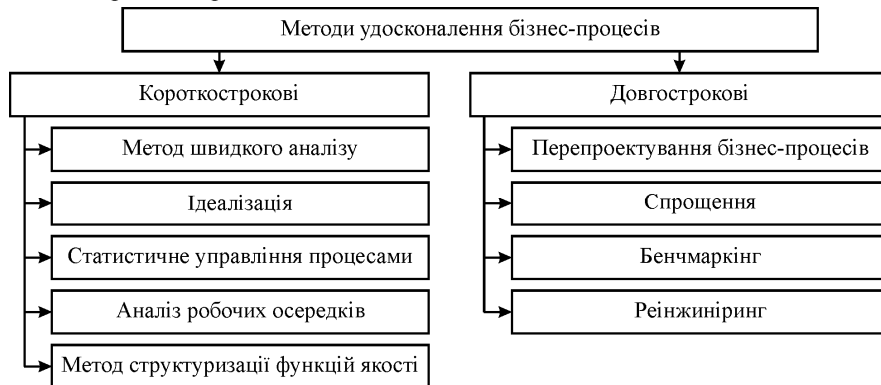 Методи удосконалення бізнес-процесів
Короткострокові
Метод швидкого аналізу
Ідеалізація
Статистичне управління процесами
Аналіз робочих осередків
Метод структуризації функцій якості
Довгострокові
Перепроектування бізнес-процесів
Спрощення
Бенчмаркінг
Реінжиніринг